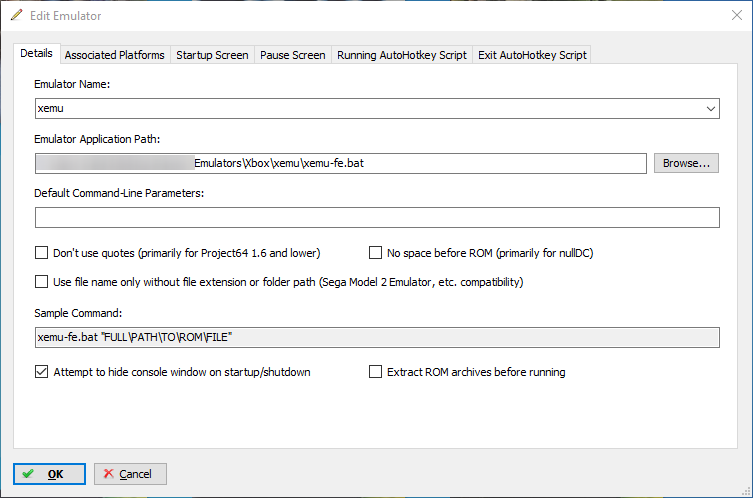 Edit Emulator
Details Associated Platforms Startup Screen Pause Screen Running AutoHotkey Script Exit AutoHotkey Script
Emulator Name:
xemu
Emulator Application Path:
Emulators\Xbox\xemu\xemu-fe.bat Browse...
Default Command-Line Parameters:
Don't use quotes (primarily for Project64 1.6 and lower) No space before ROM (primarily for nullDC)
Use file name only without file extension or folder path (Sega Model 2 Emulator, etc. compatibility)
Sample Command:
xemu-fe.bat "FULL\PATH\TO\ROM\FILE"
Attempt to hide console window on startup/shutdown Extract ROM archives before running
OK Cancel